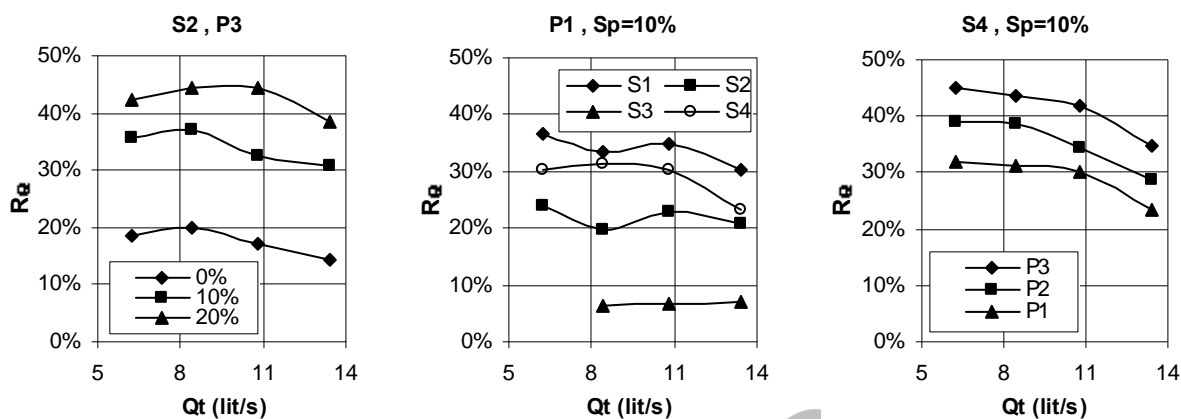 S2 , P3
50%
40%
30%
20%
10%
0%
RQ
0%
10%
20%
5 8 11 14
Qt (lit/s)
P1 , Sp=10%
50%
40%
30%
20%
10%
0%
RQ
S1 S2
S3 S4
5 8 11 14
Qt (lit/s)
S4 , Sp=10%
50%
40%
30%
20%
10%
0%
RQ
P3
P2
P1
5 8 11 14
Qt (lit/s)